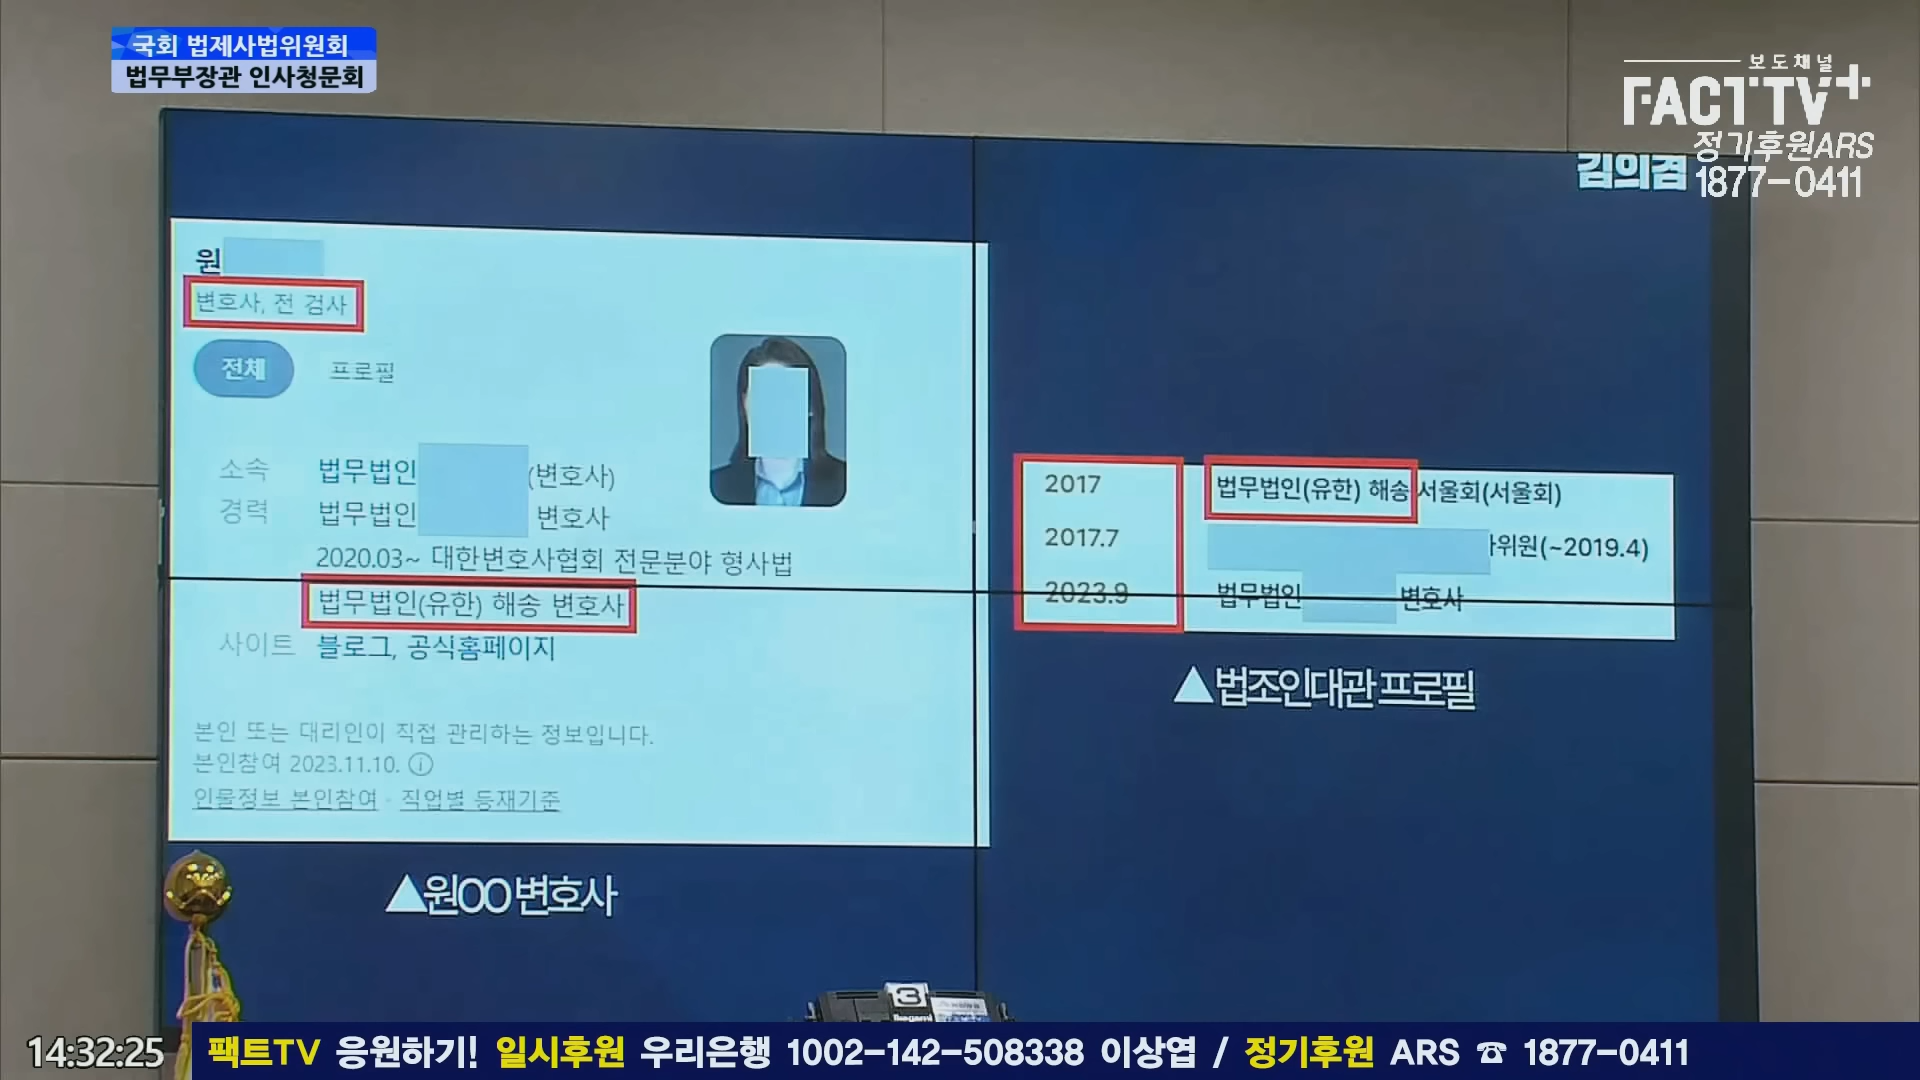 국회 법제사법위원회
법무부장관 인사청문회
보도채널
FACTTV+
정기후원ARS
1877-0411
김의겸
원
변호사, 전 검사
전체 프로필
소속 법무법인 (변호사)
경력 법무법인 변호사
2020.03~ 대한변호사협회 전문분야 형사법
법무법인(유한) 해송 변호사
사이트 블로그, 공식홈페이지
본인 또는 대리인이 직접 관리하는 정보입니다.
본인참여 2023.11.10. ⓘ
인물정보 본인참여 · 직업별 등재기준
▲원OO 변호사
2017 법무법인(유한) 해송 서울회(서울회)
2017.7 위원(~2019.4)
2023.9 법무법인 변호사
▲법조인대관 프로필
3
Ikegami
14:32:25
팩트TV 응원하기! 일시후원 우리은행 1002-142-508338 이상엽 / 정기후원 ARS ☎ 1877-0411